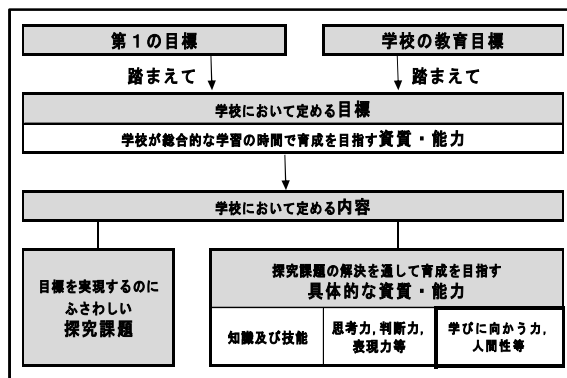 第１の目標
学校の教育目標
踏まえて
踏まえて
学校において定める目標
学校が総合的な学習の時間で育成を目指す資質・能力
学校において定める内容
目標を実現するのに
ふさわしい
探究課題
探究課題の解決を通して育成を目指す
具体的な資質・能力
知識及び技能
思考力,判断力,
表現力等
学びに向かう力,
人間性等